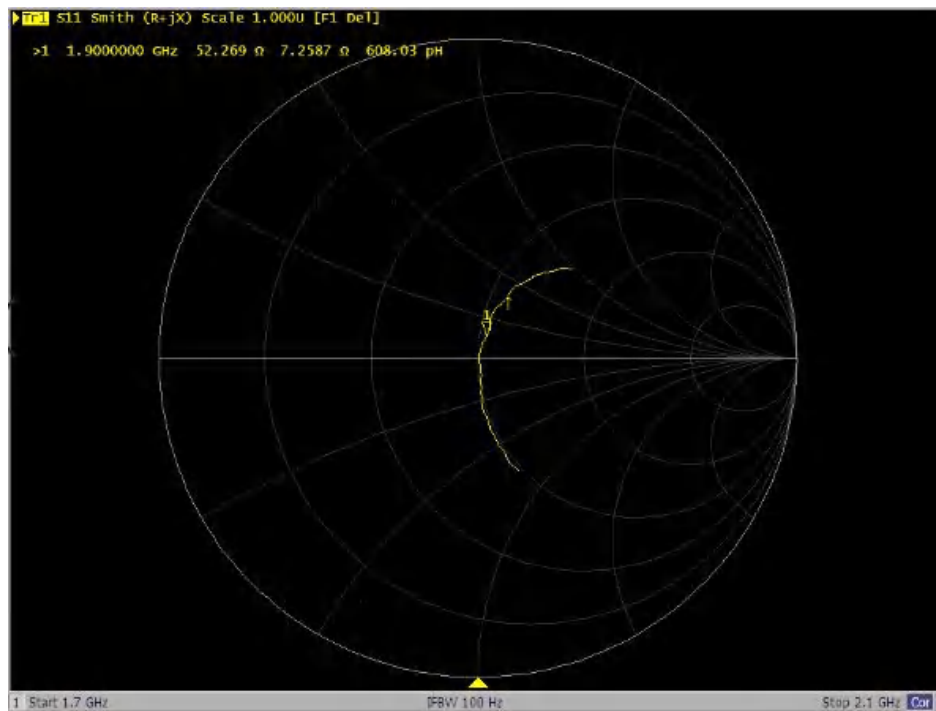 Tr1 S11 Smith (R+jX) Scale 1.000U [F1 Del]
>1 1.9000000 GHz 52.269 Ω 7.2587 Ω 608.03 pH
1
1 Start 1.7 GHz IFBW 100 Hz Stop 2.1 GHz Cor